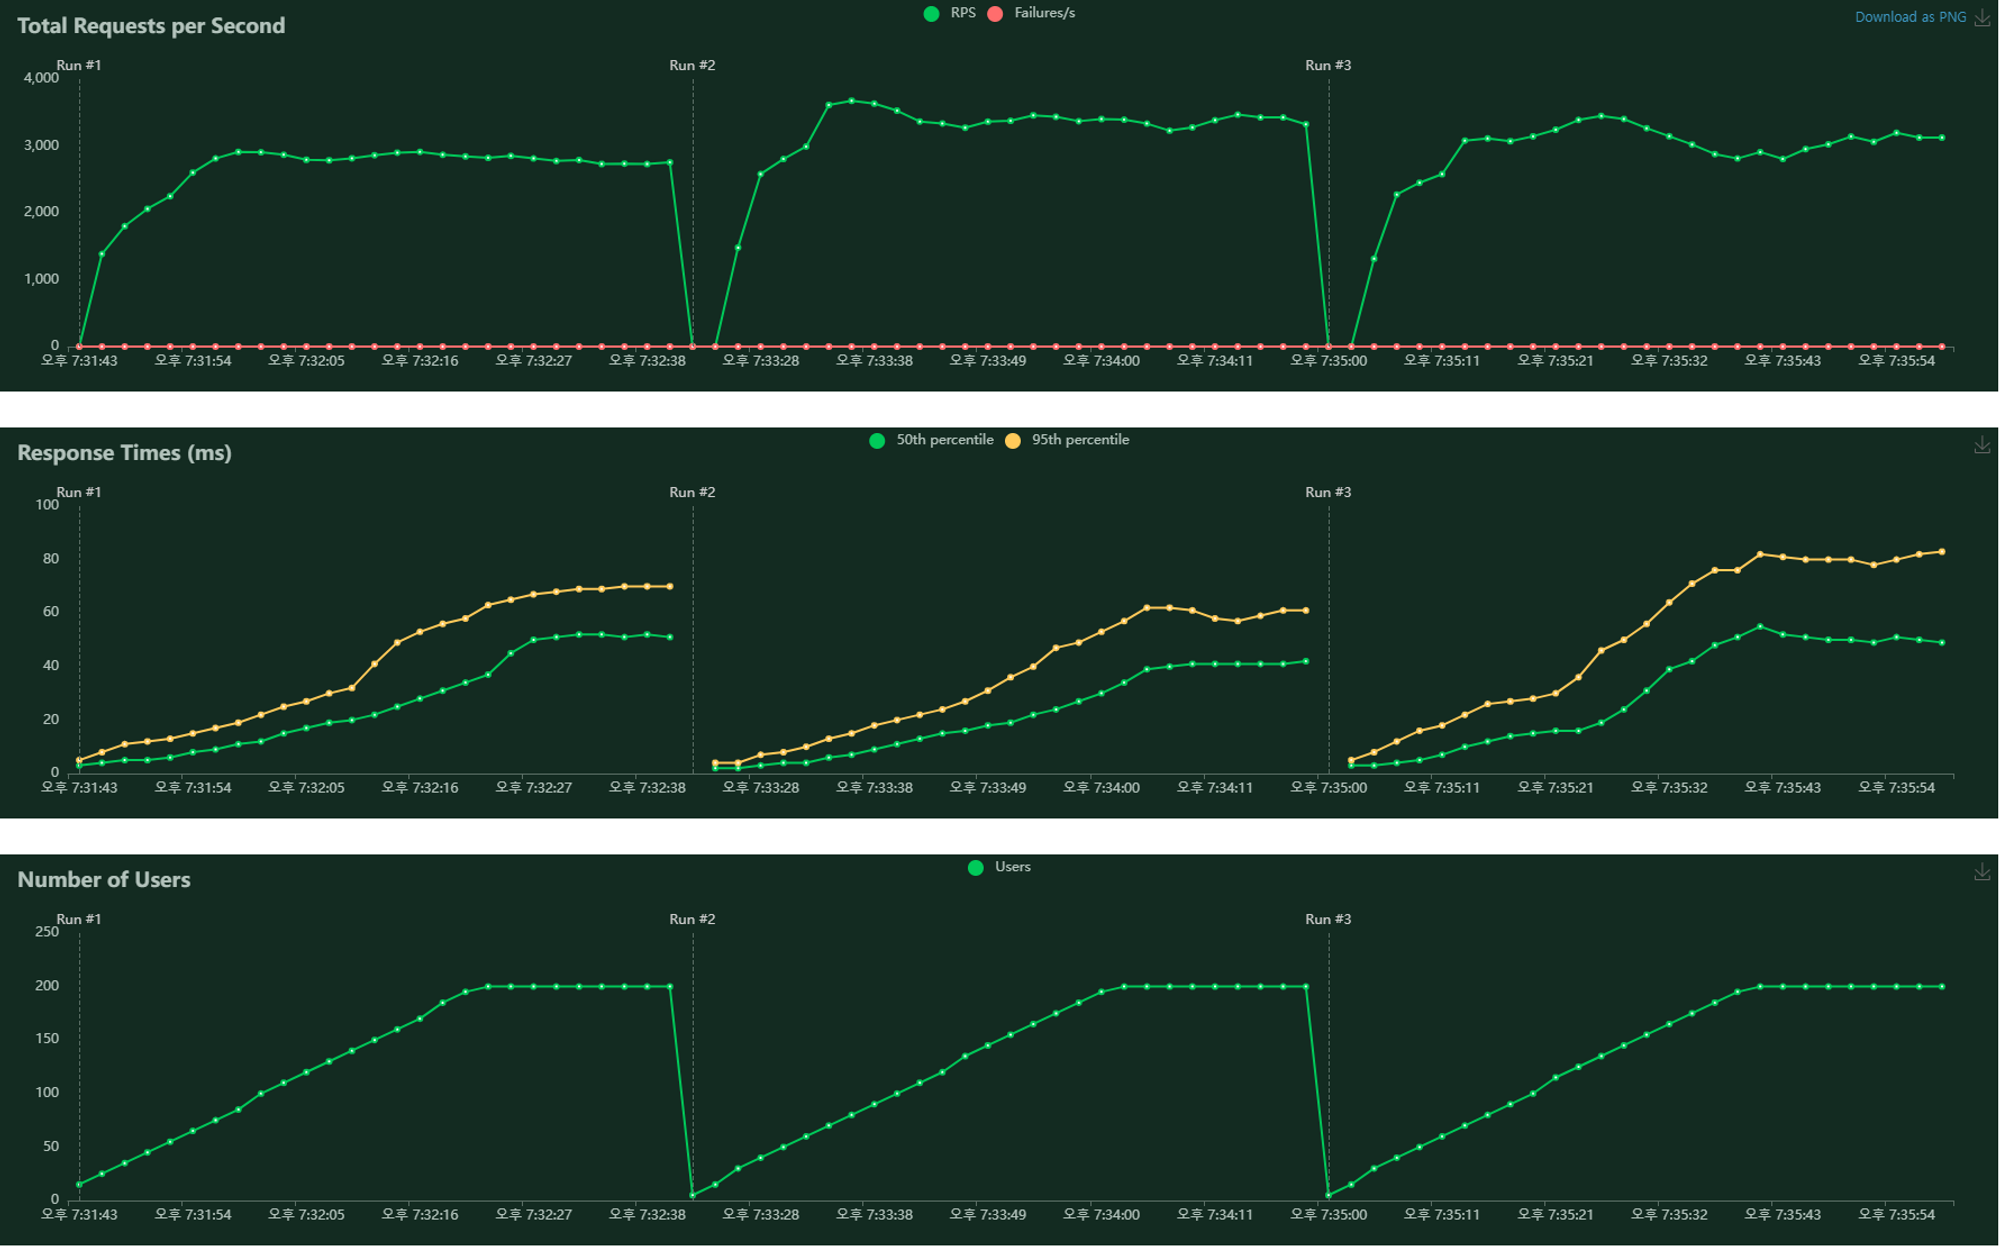 Total Requests per Second
RPS Failures/s
Download as PNG
Run #1 Run #2 Run #3
4,000
3,000
2,000
1,000
0
오후 7:31:43 오후 7:31:54 오후 7:32:05 오후 7:32:16 오후 7:32:27 오후 7:32:38 오후 7:33:28 오후 7:33:38 오후 7:33:49 오후 7:34:00 오후 7:34:11 오후 7:35:00 오후 7:35:11 오후 7:35:21 오후 7:35:32 오후 7:35:43 오후 7:35:54
Response Times (ms)
50th percentile 95th percentile
Run #1 Run #2 Run #3
100
80
60
40
20
0
오후 7:31:43 오후 7:31:54 오후 7:32:05 오후 7:32:16 오후 7:32:27 오후 7:32:38 오후 7:33:28 오후 7:33:38 오후 7:33:49 오후 7:34:00 오후 7:34:11 오후 7:35:00 오후 7:35:11 오후 7:35:21 오후 7:35:32 오후 7:35:43 오후 7:35:54
Number of Users
Users
Run #1 Run #2 Run #3
250
200
150
100
50
0
오후 7:31:43 오후 7:31:54 오후 7:32:05 오후 7:32:16 오후 7:32:27 오후 7:32:38 오후 7:33:28 오후 7:33:38 오후 7:33:49 오후 7:34:00 오후 7:34:11 오후 7:35:00 오후 7:35:11 오후 7:35:21 오후 7:35:32 오후 7:35:43 오후 7:35:54